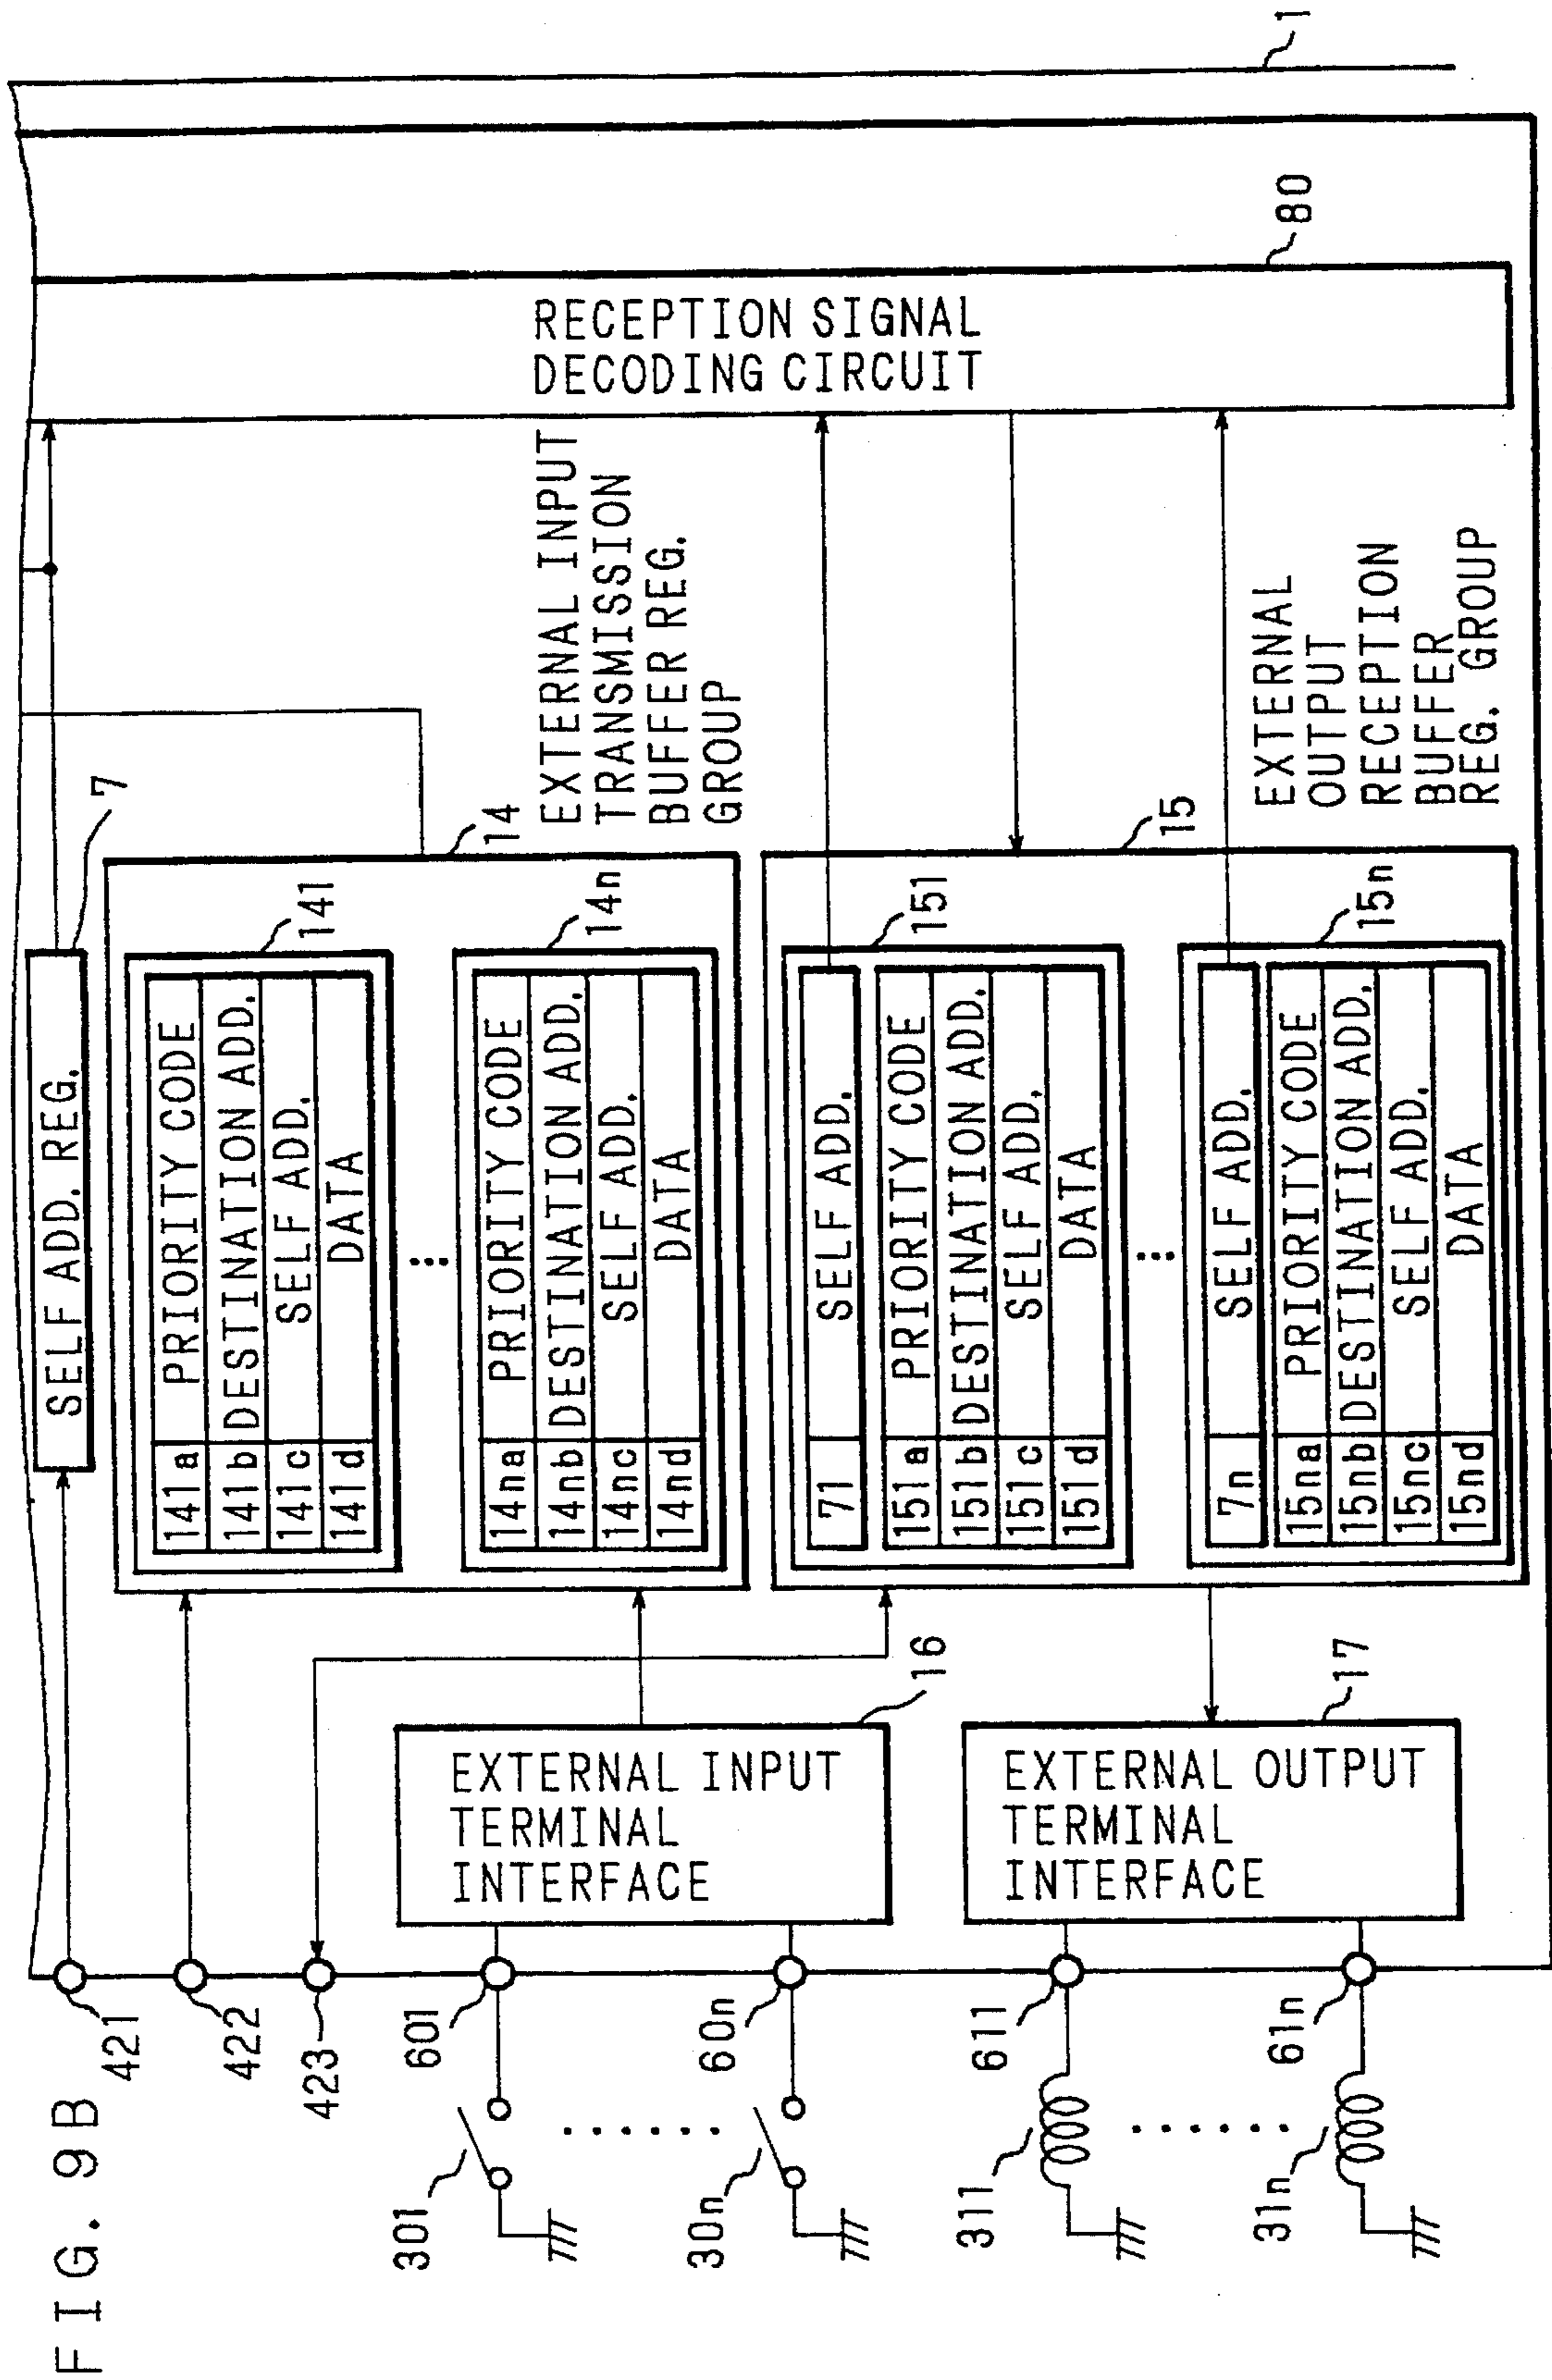 FIG. 9B
421
422
423
601
60n
611
61n
301
30n
311
31n
SELF ADD. REG.
7
141a PRIORITY CODE
141b DESTINATION ADD.
141c SELF ADD.
141d DATA
141
...
14na PRIORITY CODE
14nb DESTINATION ADD.
14nc SELF ADD.
14nd DATA
14n
14
EXTERNAL INPUT
TRANSMISSION
BUFFER REG.
GROUP
71 SELF ADD.
151a PRIORITY CODE
151b DESTINATION ADD.
151c SELF ADD.
151d DATA
151
...
7n SELF ADD.
15na PRIORITY CODE
15nb DESTINATION ADD.
15nc SELF ADD.
15nd DATA
15n
15
EXTERNAL
OUTPUT
RECEPTION
BUFFER
REG. GROUP
EXTERNAL INPUT
TERMINAL
INTERFACE
16
EXTERNAL OUTPUT
TERMINAL
INTERFACE
17
RECEPTION SIGNAL
DECODING CIRCUIT
80
1